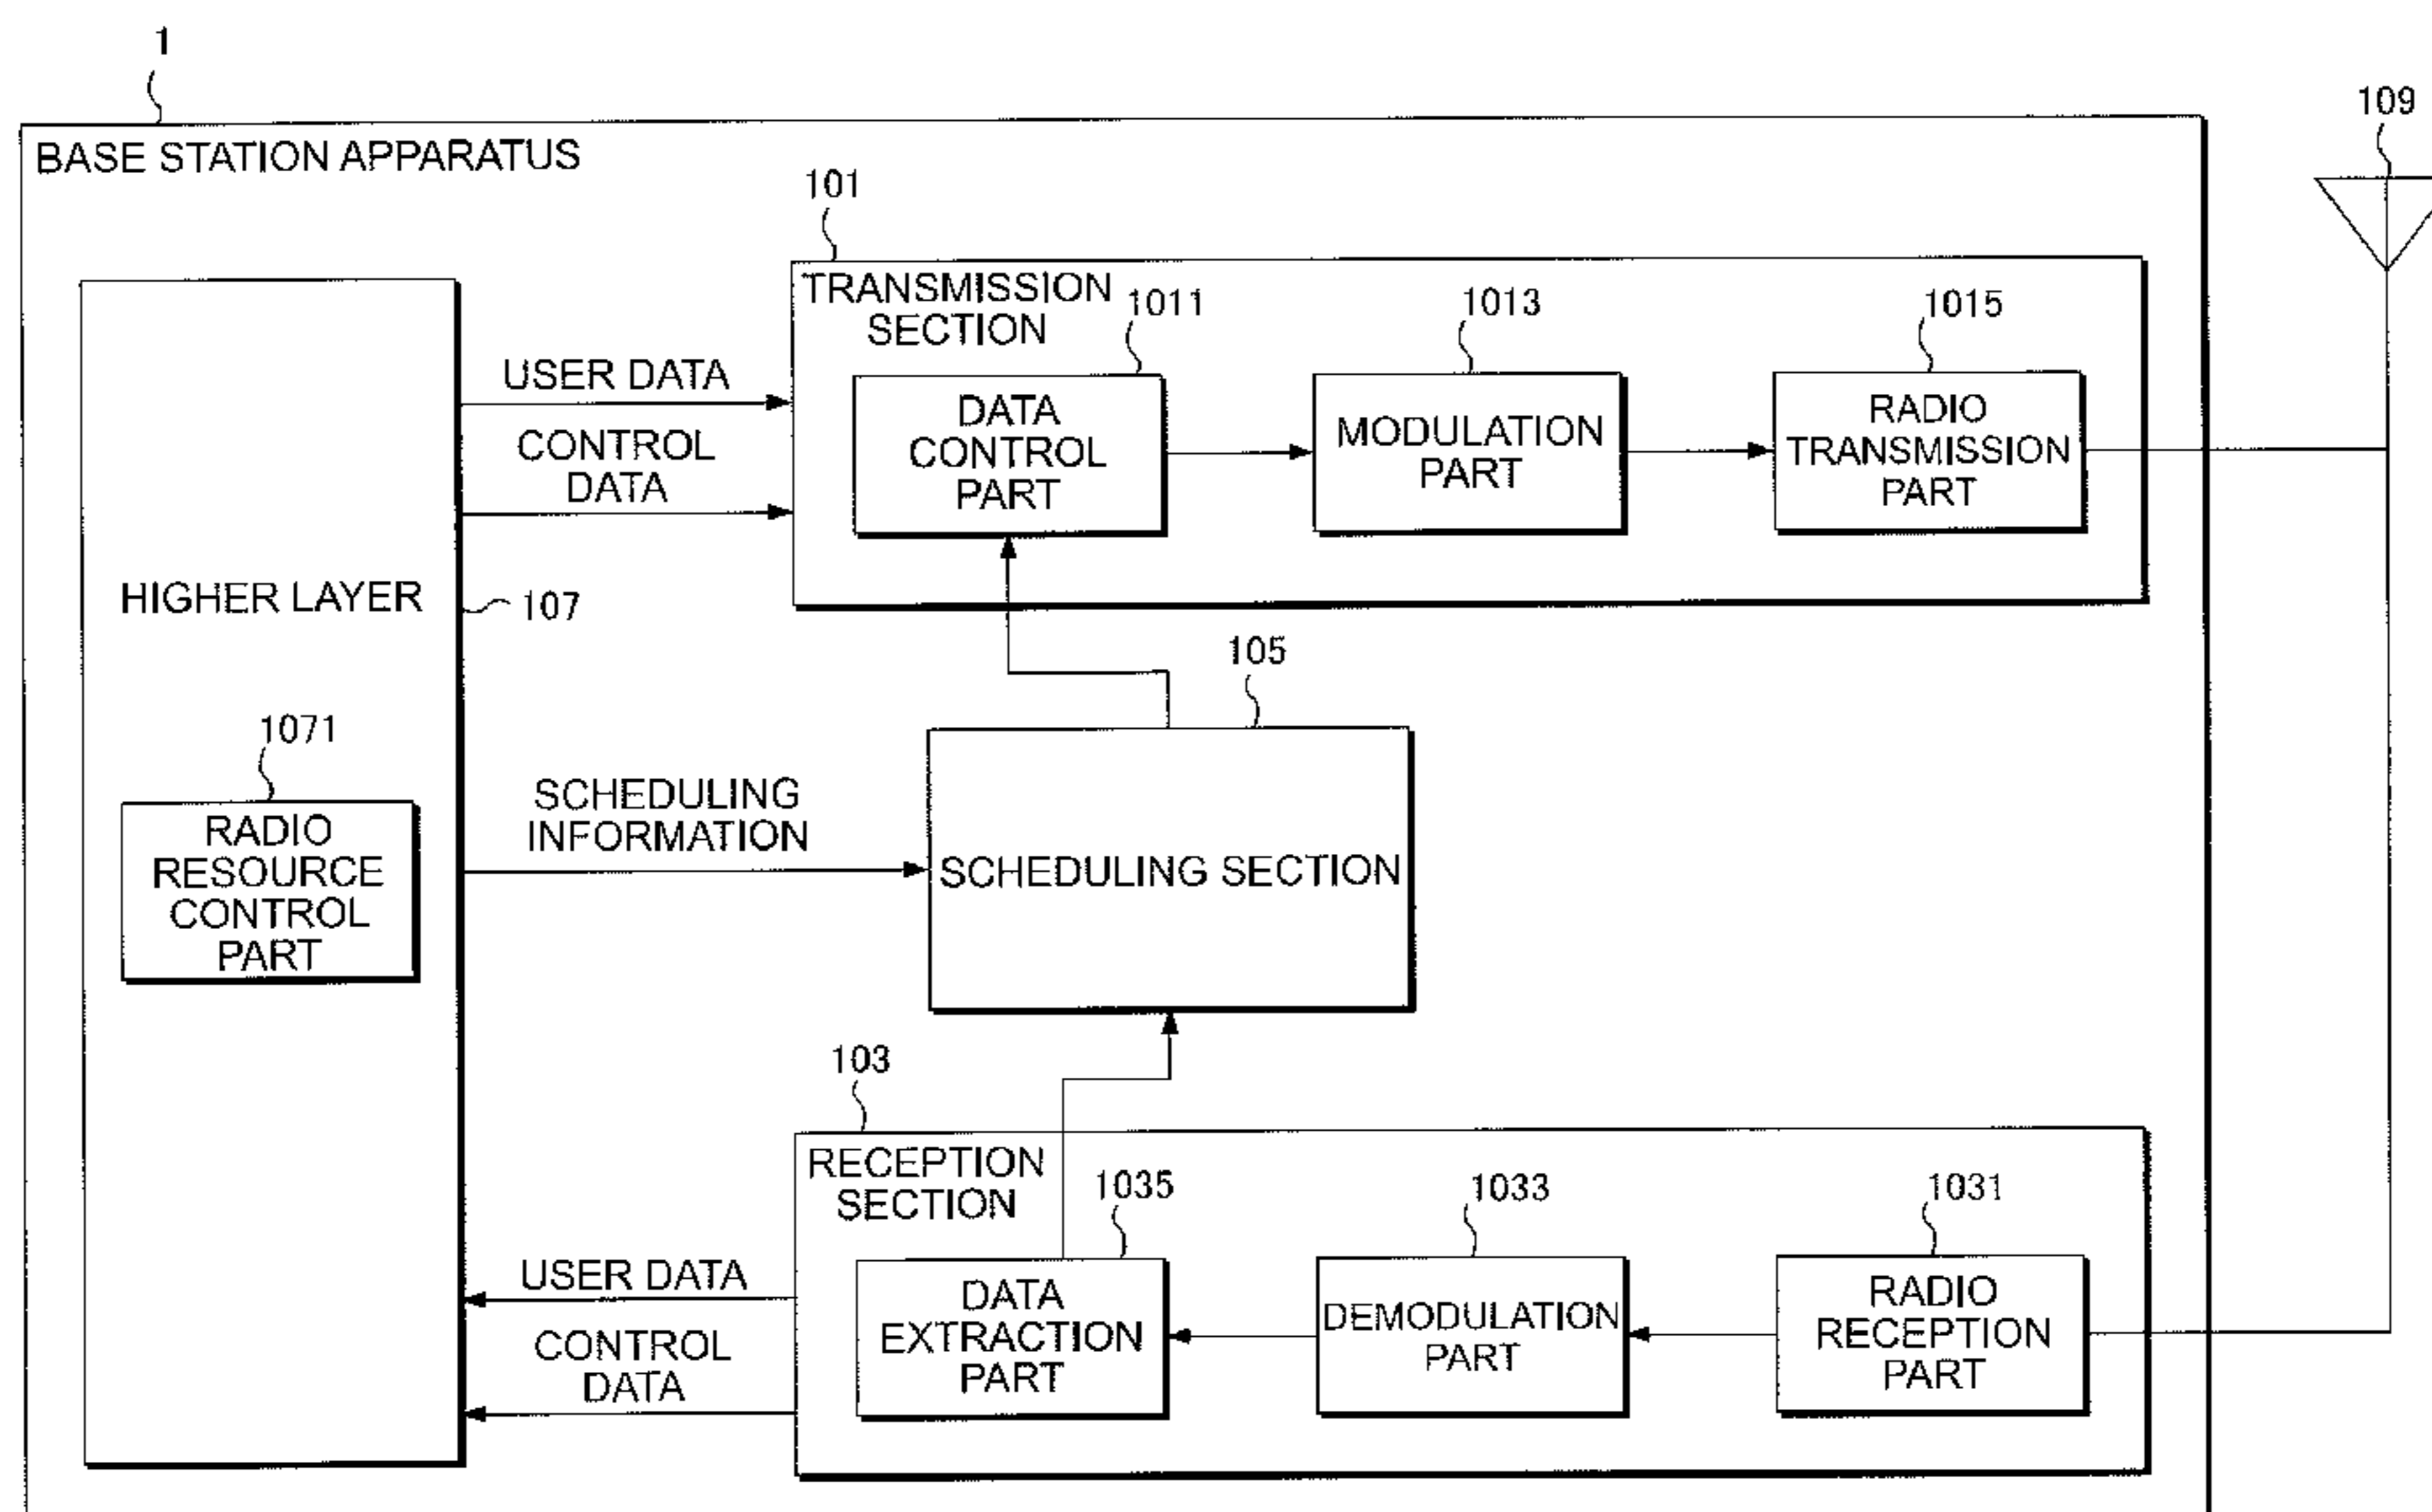 1
109
BASE STATION APPARATUS
101
TRANSMISSION
SECTION
1011
1013
1015
USER DATA
CONTROL
DATA
DATA
CONTROL
PART
MODULATION
PART
RADIO
TRANSMISSION
PART
HIGHER LAYER
107
105
1071
RADIO
RESOURCE
CONTROL
PART
SCHEDULING
INFORMATION
SCHEDULING SECTION
103
RECEPTION
SECTION
1035
1033
1031
USER DATA
CONTROL
DATA
DATA
EXTRACTION
PART
DEMODULATION
PART
RADIO
RECEPTION
PART